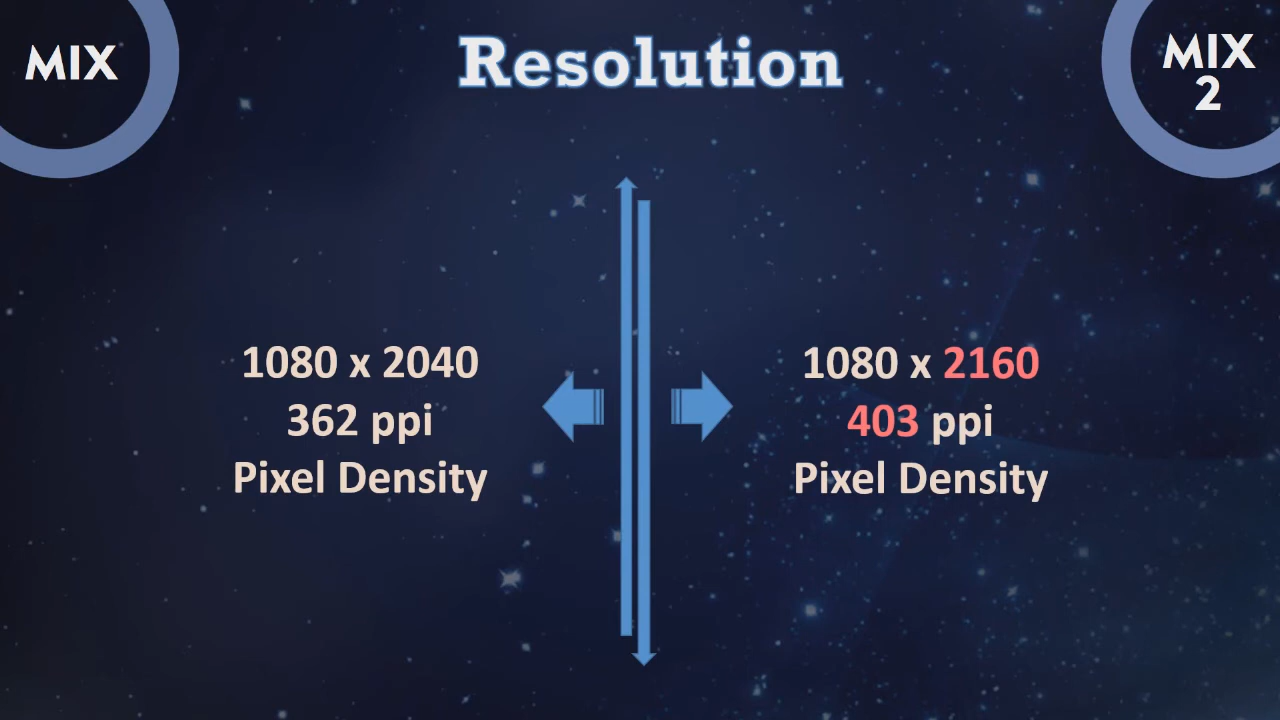 MIX
Resolution
MIX
2
1080 x 2040
362 ppi
Pixel Density
1080 x 2160
403 ppi
Pixel Density